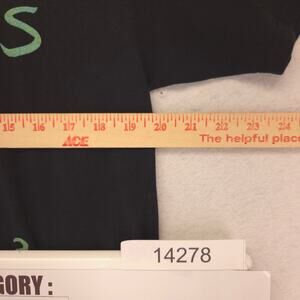 S
15 16 17 18 19 20 21 22 23 24
ACE The helpful place
14278
GORY :